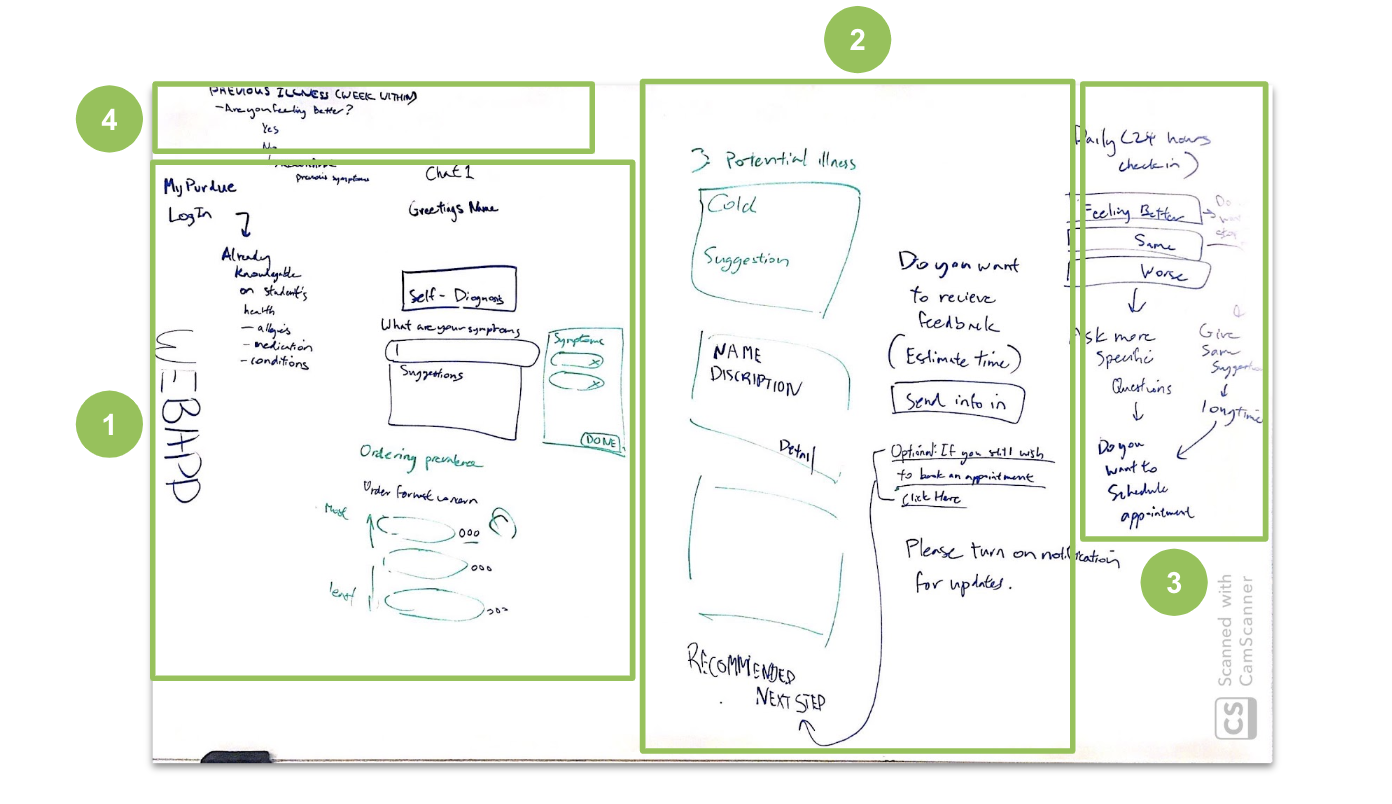 4
PREVIOUS ILLNESS (WEEK WITHIN)
- Are you feeling Better?
Yes
No
previous symptoms
1
MyPurdue
LogIn
Already
knowledgable
on student's
health
- allergies
- medication
- conditions
WEBAPP
Chat 1
Greetings Name
Self - Diagnosis
What are your symptoms
Suggestions
Symptoms
x
x
DONE
Ordering prevalence
Order for most concern
Most
least
2
3 Potential illness
Cold
Suggestion
NAME
DISCRIPTION
Detail
RECOMMENDED
NEXT STEP
Do you want
to recieve
feedback
(Estimate time)
Send info in
Optional: If you still wish
to book an appointment
Click Here
Please turn on notification
for updates.
3
Daily (24 hours
check in)
Feeling Better
Same
Worse
Do
Ask more
Specific
Questions
Do you
want to
Schedule
appointment
Give
Same
long time
Scanned with
CamScanner
CS